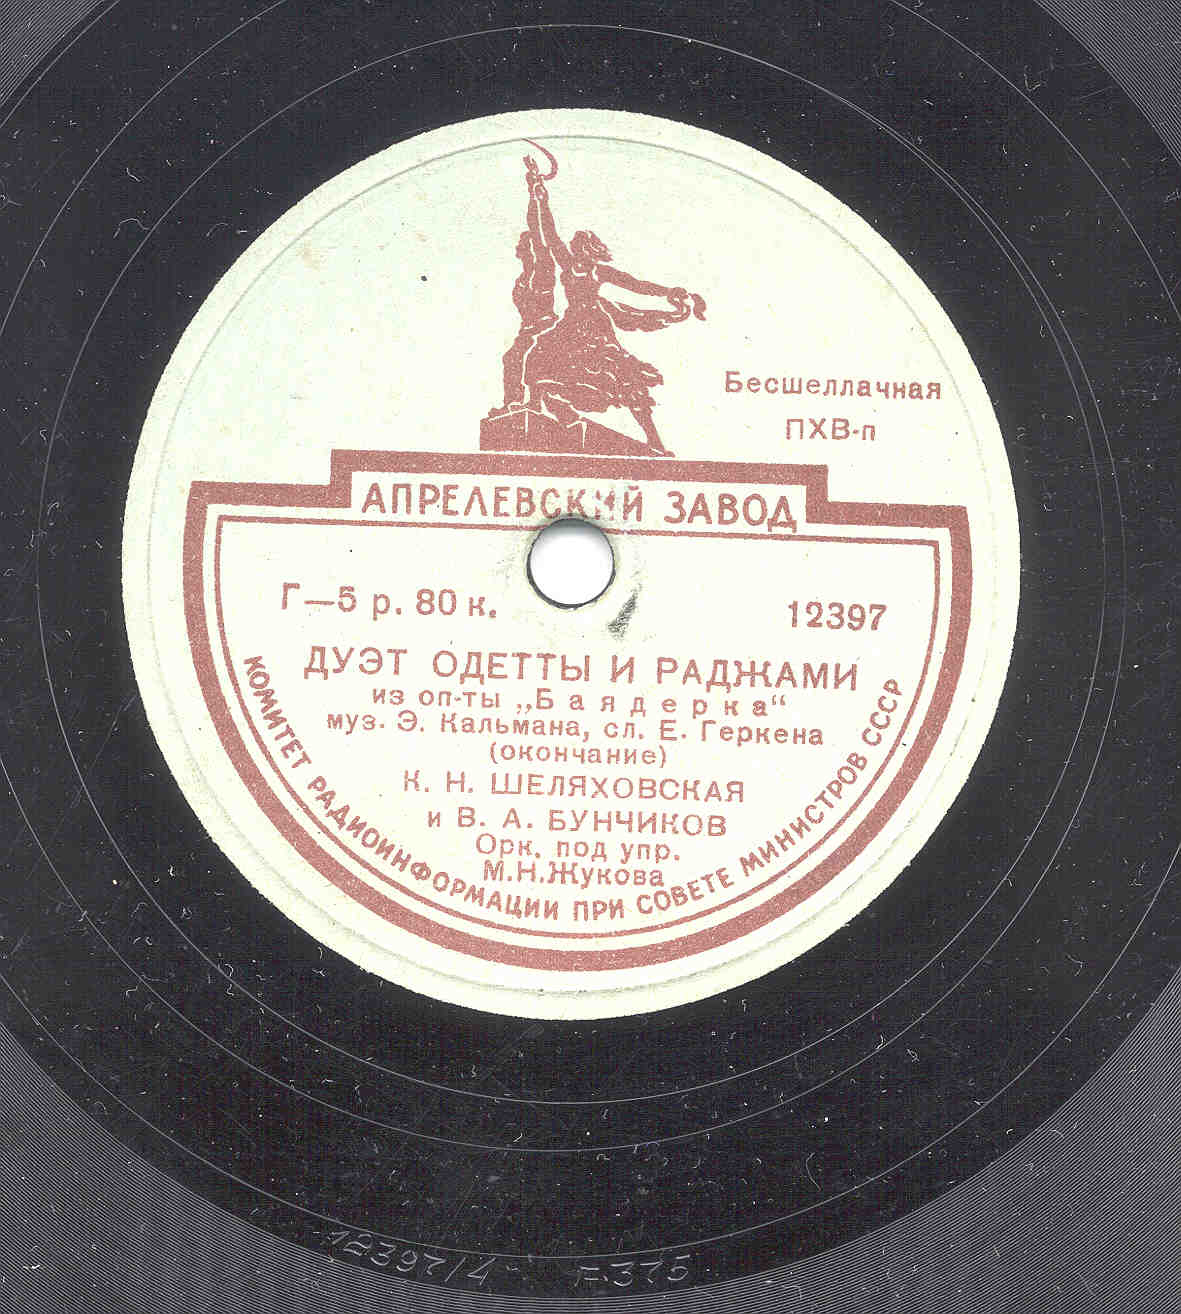 Бесшеллачная
ПХВ-п
АПРЕЛЕВСКИЙ ЗАВОД
Г—5 р. 80 к.
12397
ДУЭТ ОДЕТТЫ И РАДЖАМИ
из оп-ты „Баядерка“
муз. Э. Кальмана, сл. Е. Геркена
(окончание)
К. Н. ШЕЛЯХОВСКАЯ
и В. А. БУНЧИКОВ
Орк. под упр.
М.Н.Жукова
КОМИТЕТ РАДИОИНФОРМАЦИИ ПРИ СОВЕТЕ МИНИСТРОВ СССР
12397/4 F375